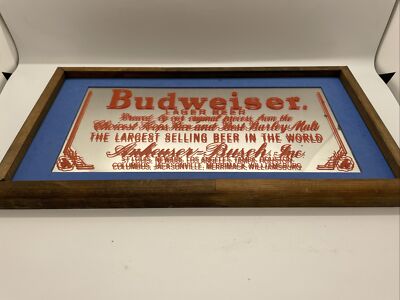 Budweiser®
LAGER BEER
Brewed by our original process from the
Choicest Hops, Rice and Best Barley Malt
THE LARGEST SELLING BEER IN THE WORLD
Anheuser-Busch, Inc.
ST. LOUIS, NEWARK, LOS ANGELES, TAMPA, HOUSTON,
COLUMBUS, JACKSONVILLE, MERRIMACK, WILLIAMSBURG